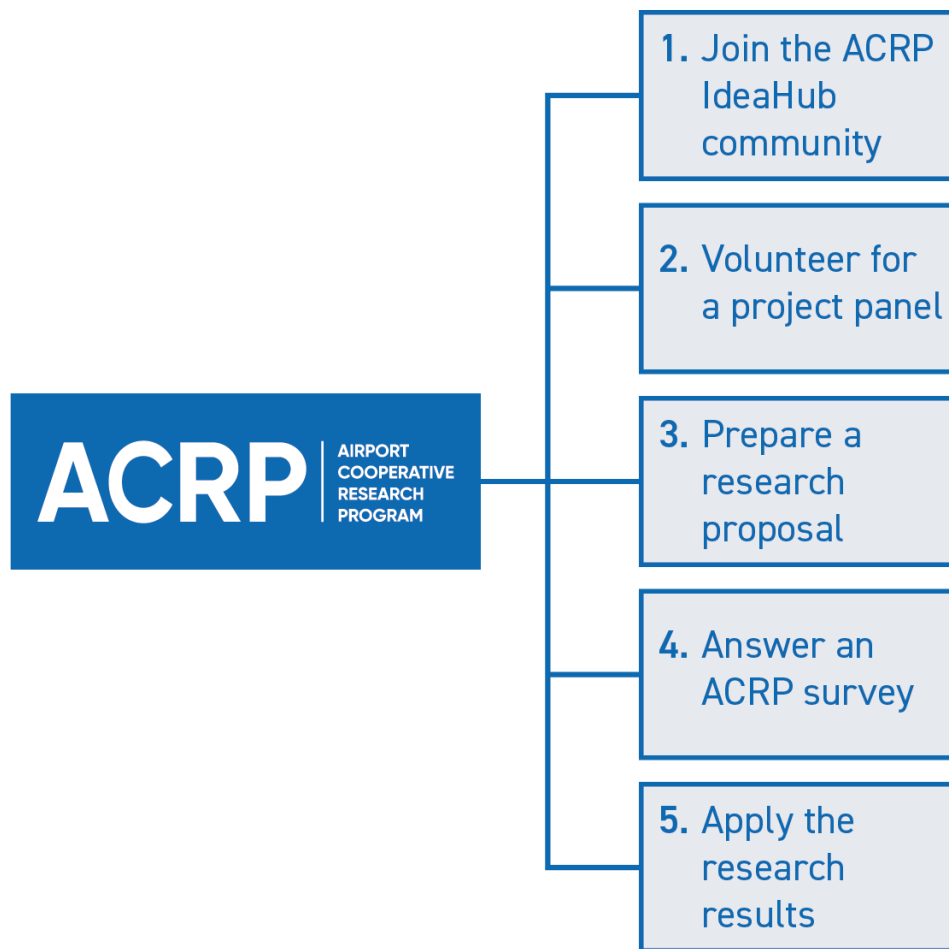 ACRP
AIRPORT
COOPERATIVE
RESEARCH
PROGRAM
1. Join the ACRP
IdeaHub
community
2. Volunteer for
a project panel
3. Prepare a
research
proposal
4. Answer an
ACRP survey
5. Apply the
research
results